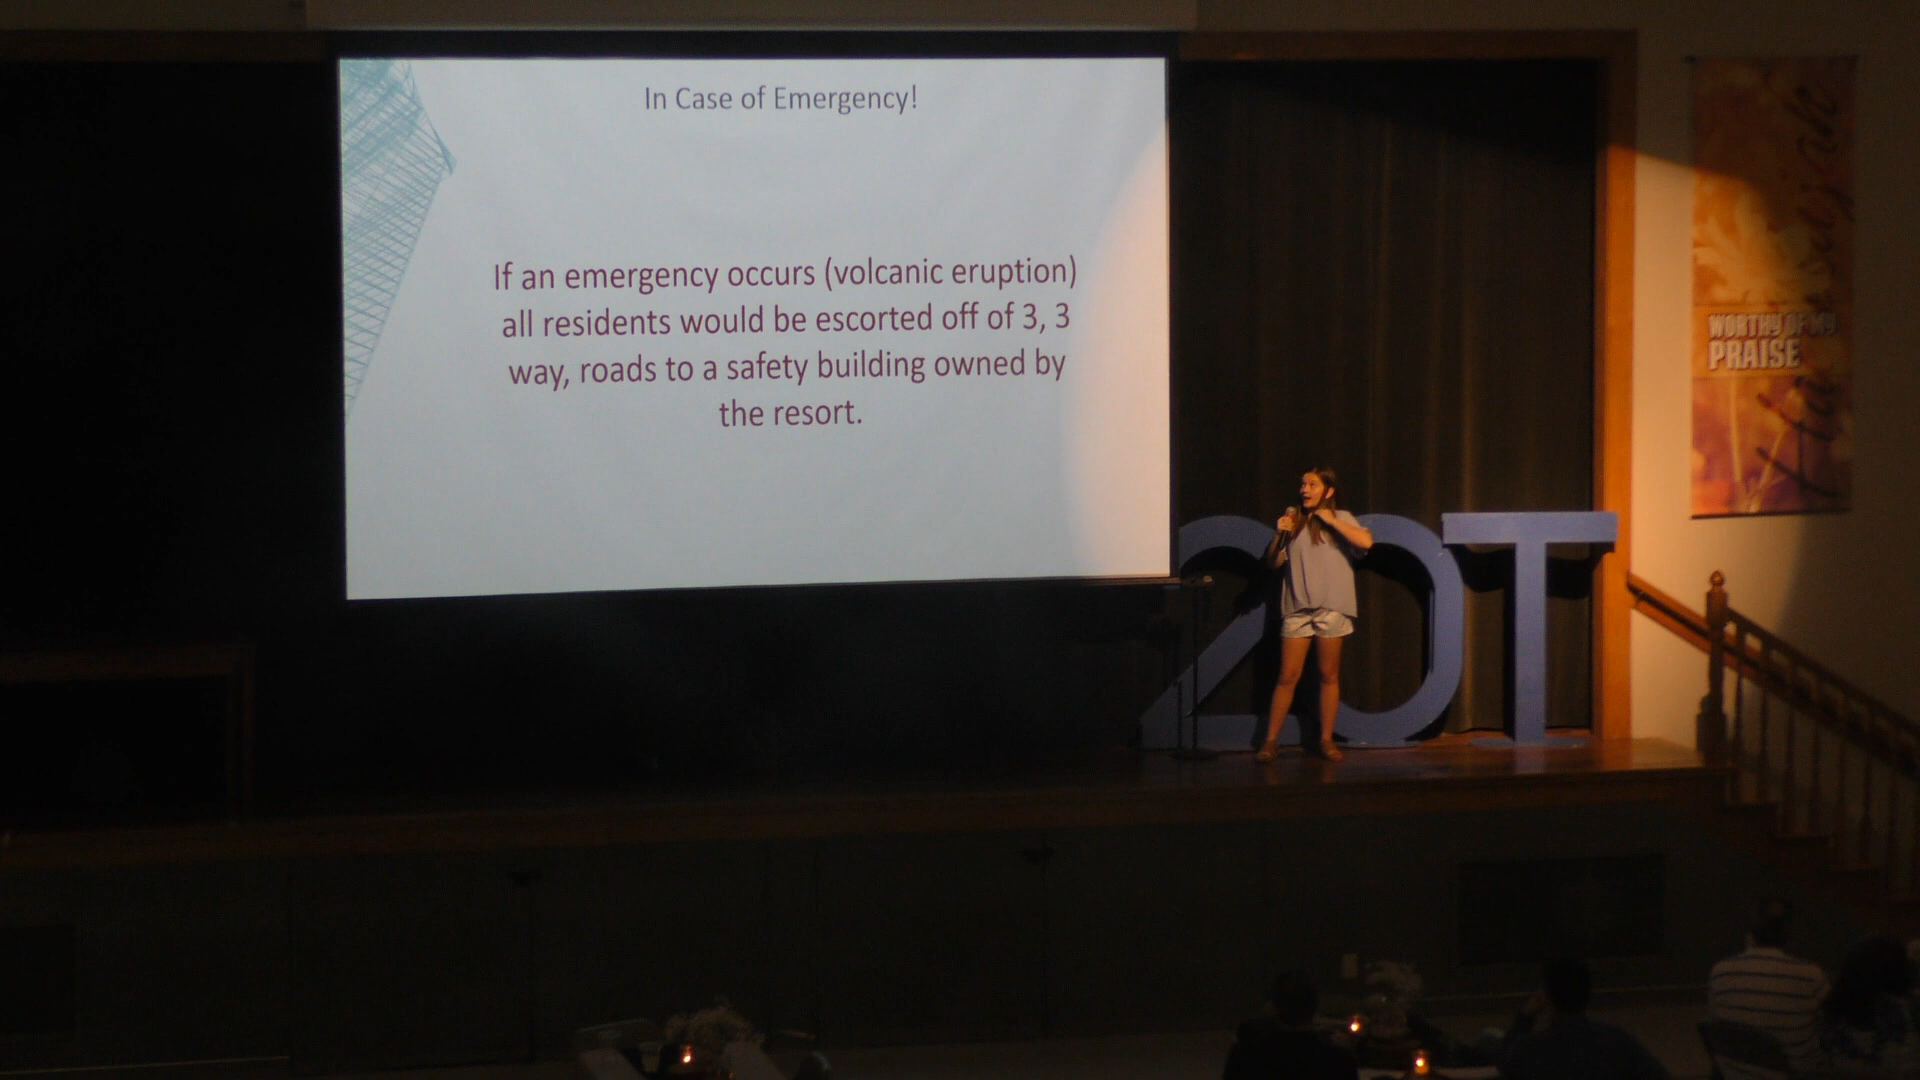 In Case of Emergency!
If an emergency occurs (volcanic eruption)
all residents would be escorted off of 3, 3
way, roads to a safety building owned by
the resort.
20T
WORTHY OF MY
PRAISE